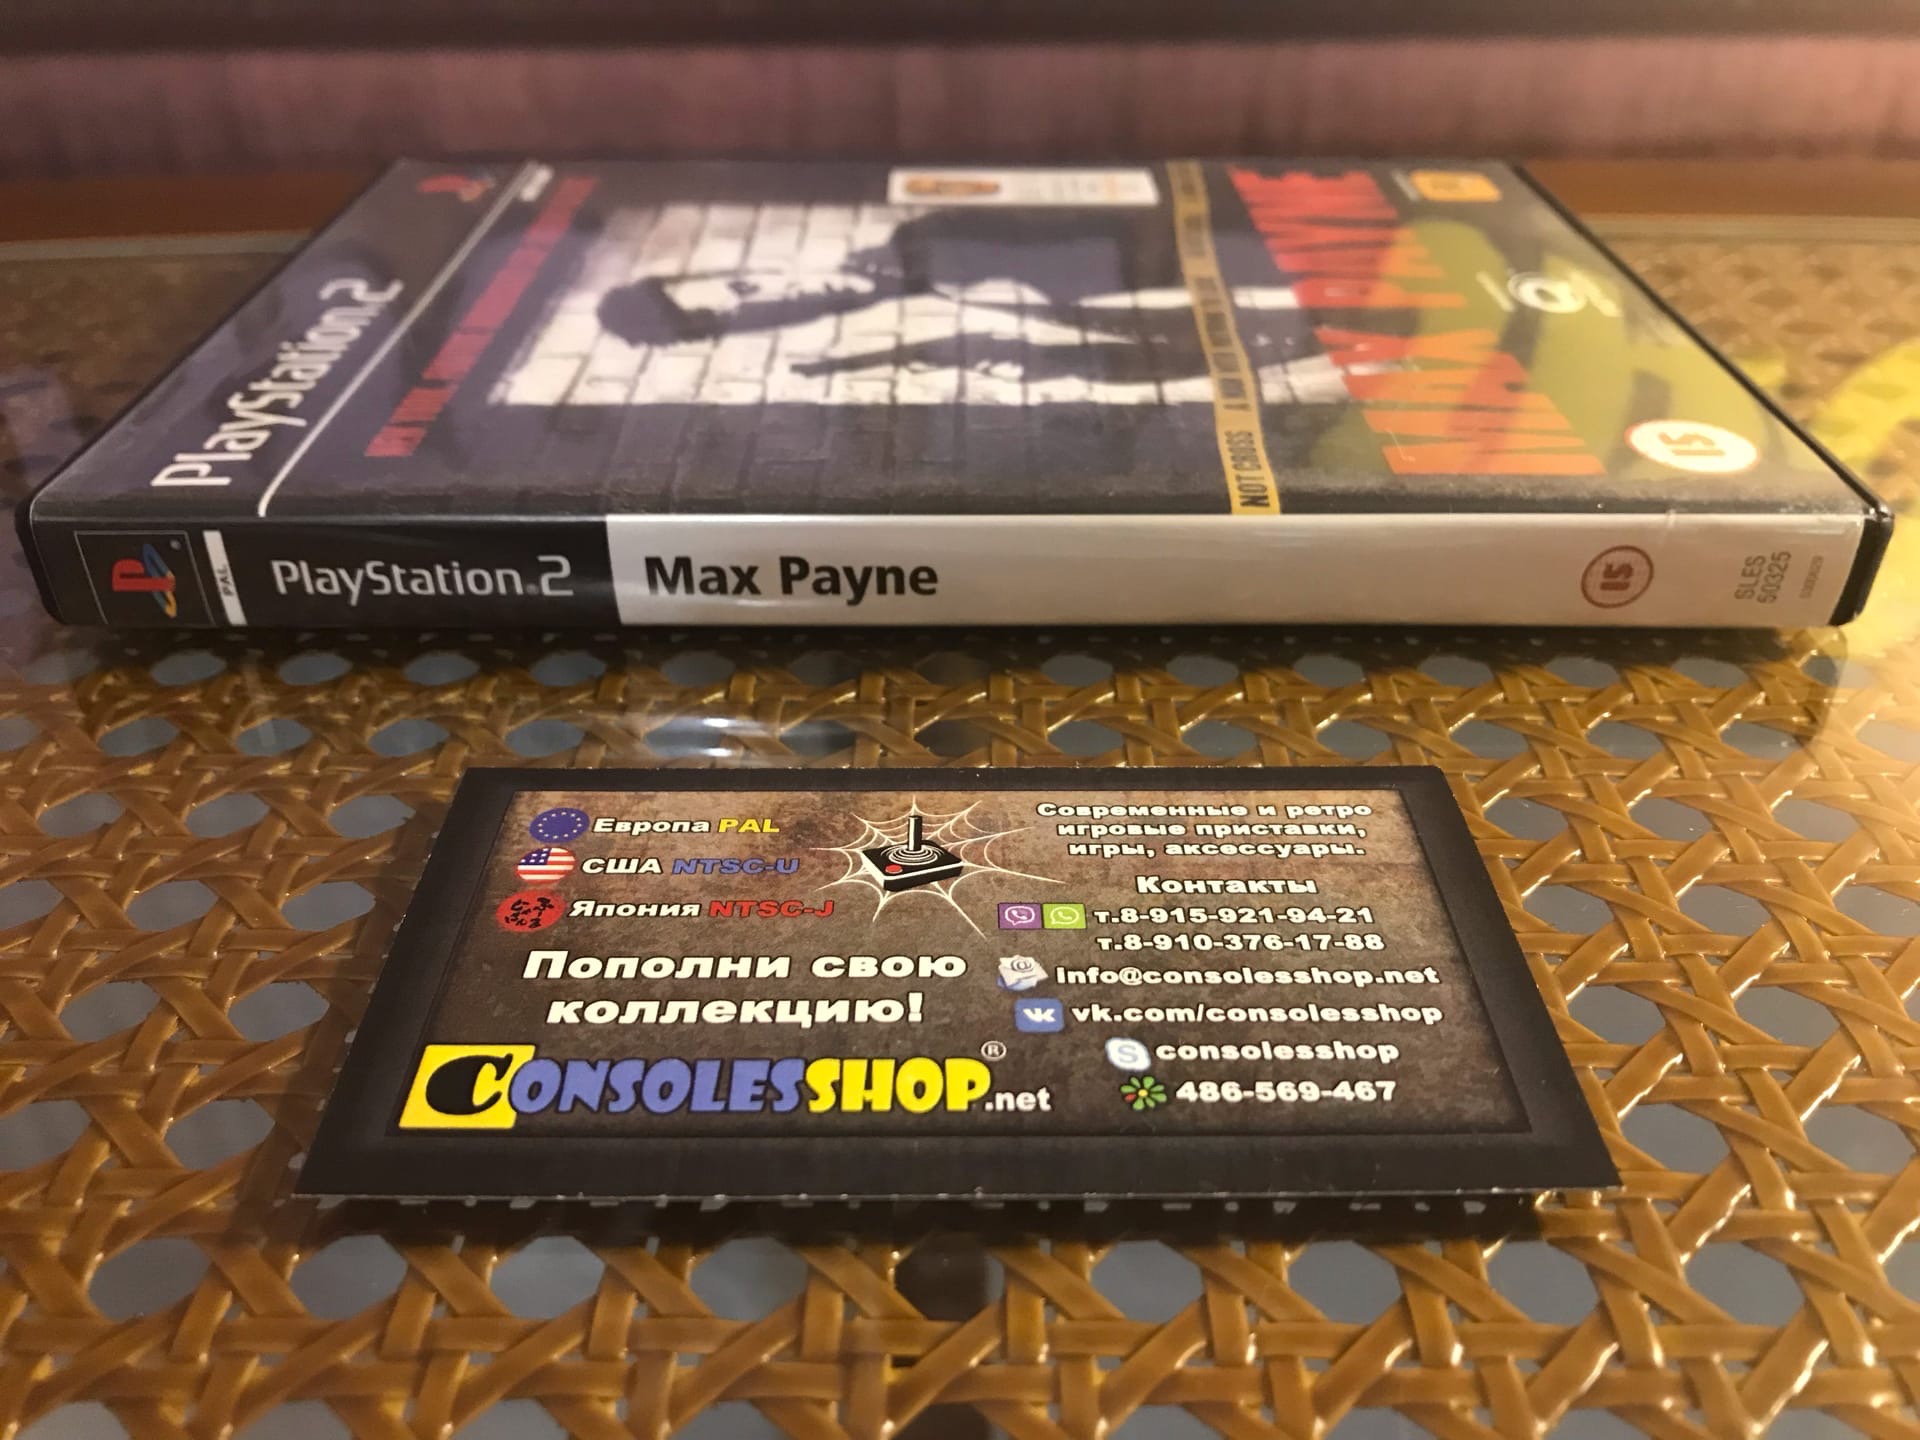 PlayStation.2
MAX PAYNE
NOT CROSS
15
PAL
PlayStation.2
Max Payne
15
SLES
50325
Европа PAL
США NTSC-U
Япония NTSC-J
Пополни свою
коллекцию!
CONSOLESSHOP.net
®
Современные и ретро
игровые приставки,
игры, аксессуары.
Контакты
т.8-915-921-94-21
т.8-910-376-17-88
info@consolesshop.net
vk.com/consolesshop
consolesshop
486-569-467